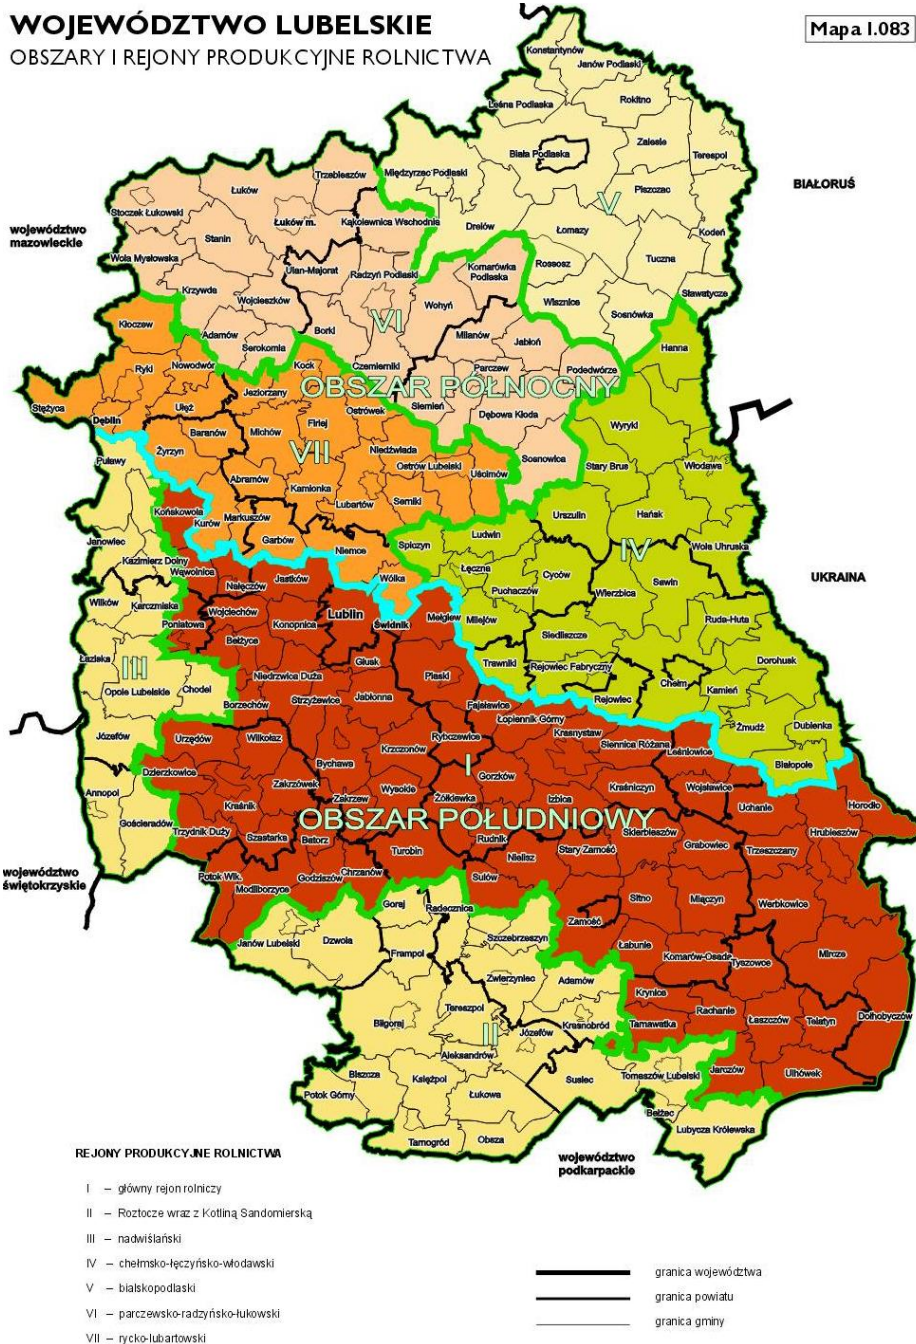 WOJEWÓDZTWO LUBELSKIE
OBSZARY I REJONY PRODUKCYJNE ROLNICTWA
Mapa I.083
Konstantynów
Janów Podlaski
Leśna Podlaska
Rokitno
Biała Podlaska
Zalesie
Terespol
Trzebieszów
Międzyrzec Podlaski
Piszczac
BIAŁORUŚ
Łuków
V
Stoczek Łukowski
Łuków m.
Kąkolewnica Wschodnia
Drelów
Łomazy
Kodeń
województwo
mazowieckie
Stanin
Tuczna
Wola Mysłowska
Ulan-Majorat
Radzyń Podlaski
Komarówka
Podlaska
Rossosz
Krzywda
Wojcieszków
Wohyń
Wisznice
Sławatycze
Sosnówka
Kłoczew
Adamów
Borki
VI
Milanów
Jabłoń
Hanna
Serokomla
Ryki
Nowodwór
Kock
Czemierniki
Parczew
Podedwórze
OBSZAR PÓŁNOCNY
Jeziorzany
Stężyca
Ułęż
Ostrówek
Siemień
Dębowa Kłoda
Dęblin
Baranów
Michów
Firlej
Wyryki
Puławy
Żyrzyn
VII
Niedźwiada
Sosnowica
Stary Brus
Włodawa
Abramów
Kamionka
Ostrów Lubelski
Uścimów
Końskowola
Lubartów
Serniki
Urszulin
Hańsk
Kurów
Markuszów
Garbów
Niemce
Spiczyn
Ludwin
IV
Wola Uhruska
Janowiec
Kazimierz Dolny
Wąwolnica
Jastków
Wólka
Łęczna
Cyców
Sawin
UKRAINA
Wilków
Karczmiska
Nałęczów
Puchaczów
Wierzbica
Poniatowa
Wojciechów
Konopnica
Lublin
Świdnik
Mełgiew
Milejów
Ruda-Huta
Bełżyce
Siedliszcze
Łaziska
III
Głusk
Trawniki
Rejowiec Fabryczny
Chełm
Dorohusk
Opole Lubelskie
Chodel
Niedrzwica Duża
Piaski
Kamień
Borzechów
Strzyżewice
Jabłonna
Fajsławice
Rejowiec
Łopiennik Górny
Żmudź
Dubienka
Józefów
Urzędów
Wilkołaz
Krzczonów
Rybczewice
Krasnystaw
Siennica Różana
Leśniowice
Białopole
Dzierzkowice
Bychawa
I
Gorzków
Annopol
Zakrzówek
Wysokie
Kraśniczyn
Wojsławice
Kraśnik
Zakrzew
Żółkiewka
Izbica
Uchanie
Horodło
Gościeradów
OBSZAR POŁUDNIOWY
Trzydnik Duży
Szastarka
Batorz
Rudnik
Skierbieszów
Hrubieszów
Turobin
Nielisz
Stary Zamość
Grabowiec
Trzeszczany
województwo
świętokrzyskie
Potok Wlk.
Modliborzyce
Godziszów
Chrzanów
Sułów
Sitno
Miączyn
Werbkowice
Goraj
Radecznica
Zamość
Janów Lubelski
Dzwola
Szczebrzeszyn
Łabunie
Frampol
Komarów-Osada
Tyszowce
Mircze
Zwierzyniec
Adamów
Krynice
Tereszpol
Rachanie
Dołhobyczów
Biłgoraj
II
Józefów
Krasnobród
Tarnawatka
Łaszczów
Telatyn
Aleksandrów
Biszcza
Księżpol
Susiec
Tomaszów Lubelski
Jarczów
Ulhówek
Potok Górny
Łukowa
Bełżec
Lubycza Królewska
Tarnogród
Obsza
województwo
podkarpackie
REJONY PRODUKCYJNE ROLNICTWA
I – główny rejon rolniczy
II – Roztocze wraz z Kotliną Sandomierską
III – nadwiślański
IV – chełmsko-łęczyńsko-włodawski
V – bialskopodlaski
VI – parczewsko-radzyńsko-łukowski
VII – rycko-lubartowski
granica województwa
granica powiatu
granica gminy